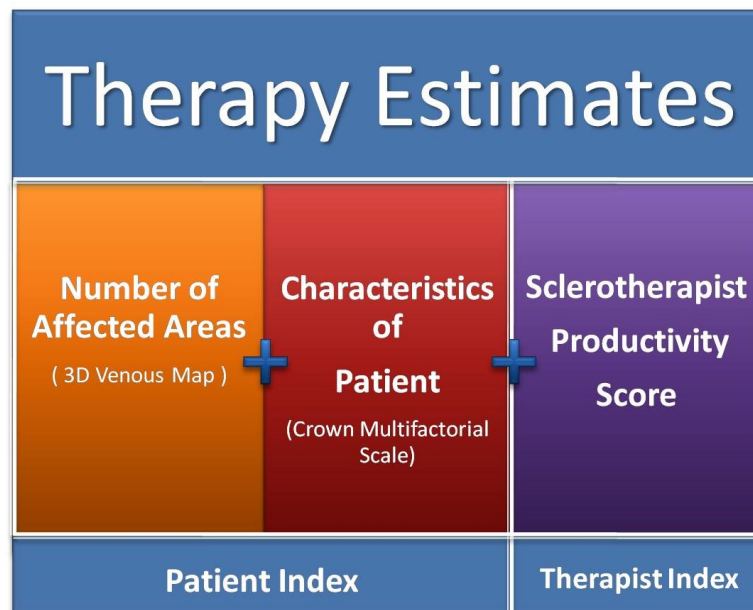 Therapy Estimates
Number of
Affected Areas
( 3D Venous Map )
Characteristics
of
Patient
(Crown Multifactorial
Scale)
Sclerotherapist
Productivity
Score
Patient Index
Therapist Index